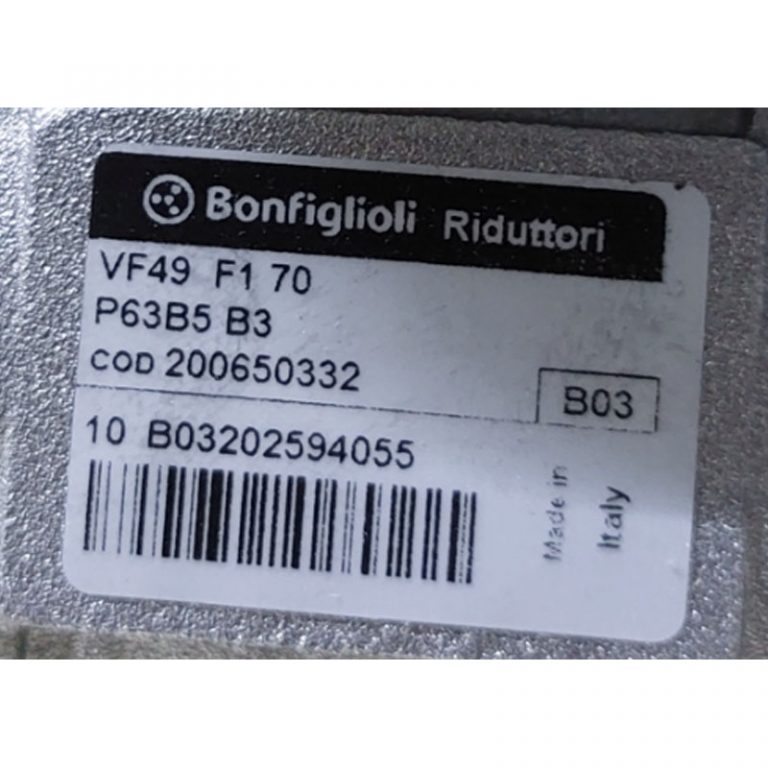 Bonfiglioli Riduttori
VF49 F1 70
P63B5 B3
COD 200650332
B03
10 B03202594055
Made in
Italy